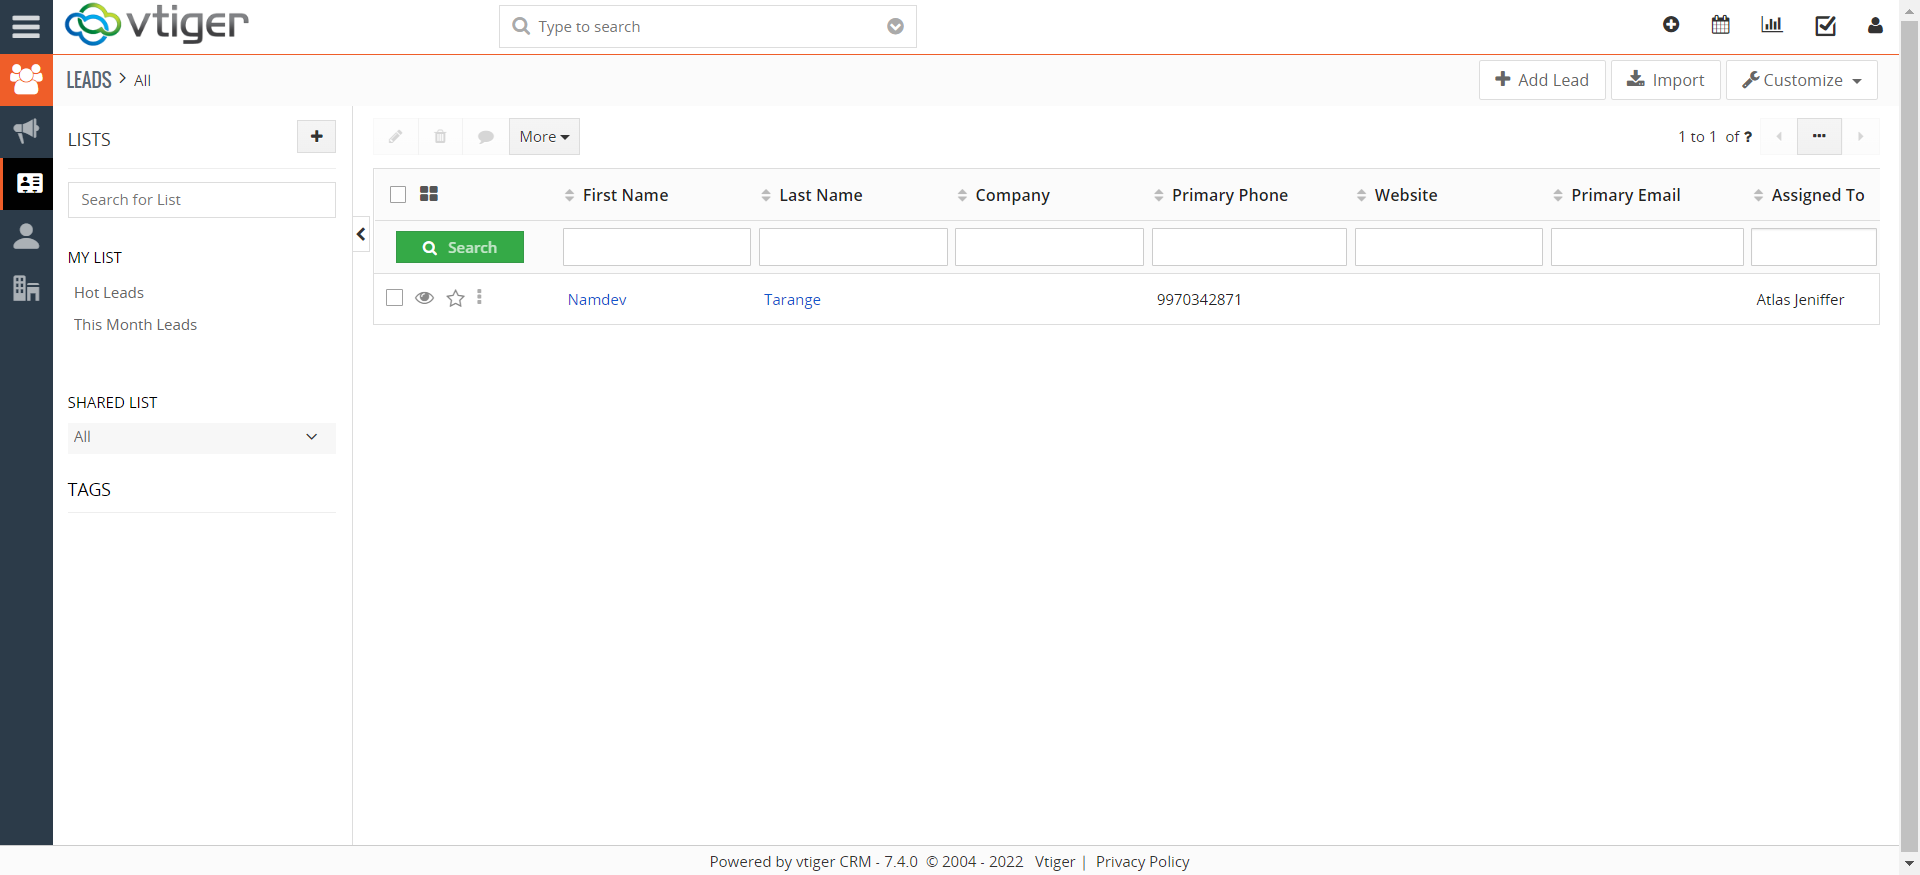 vtiger
Type to search
LEADS > All
Add Lead
Import
Customize
LISTS
Search for List
MY LIST
Hot Leads
This Month Leads
SHARED LIST
All
TAGS
More
1 to 1 of ?
First Name Last Name Company Primary Phone Website Primary Email Assigned To
Search
Namdev Tarange 9970342871 Atlas Jeniffer
Powered by vtiger CRM - 7.4.0 © 2004 - 2022 Vtiger | Privacy Policy